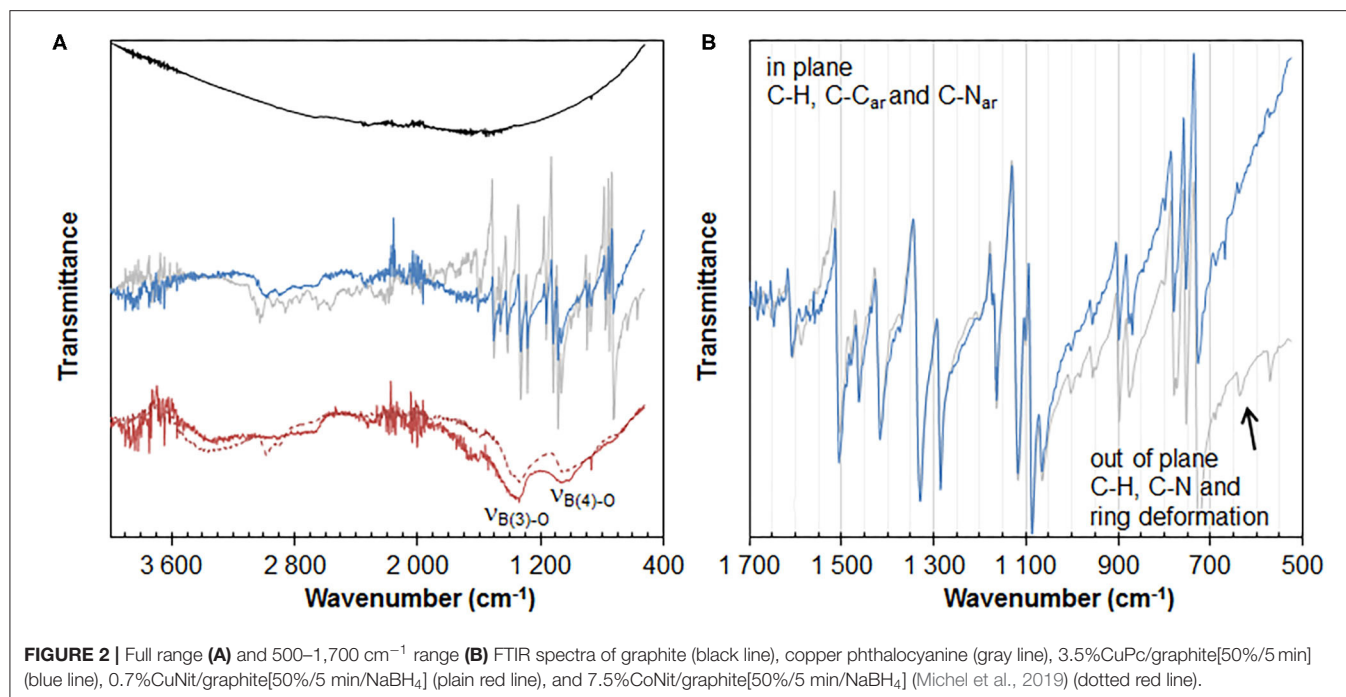 A
B
Transmittance
ν B(3)-O
ν B(4)-O
3 600 2 800 2 000 1 200 400
Wavenumber (cm-1)
in plane
C-H, C-Car and C-Nar
Transmittance
out of plane
C-H, C-N and
ring deformation
1 700 1 500 1 300 1 100 900 700 500
Wavenumber (cm-1)
FIGURE 2 | Full range (A) and 500–1,700 cm−1 range (B) FTIR spectra of graphite (black line), copper phthalocyanine (gray line), 3.5%CuPc/graphite[50%/5 min]
(blue line), 0.7%CuNit/graphite[50%/5 min/NaBH4] (plain red line), and 7.5%CoNit/graphite[50%/5 min/NaBH4] (Michel et al., 2019) (dotted red line).